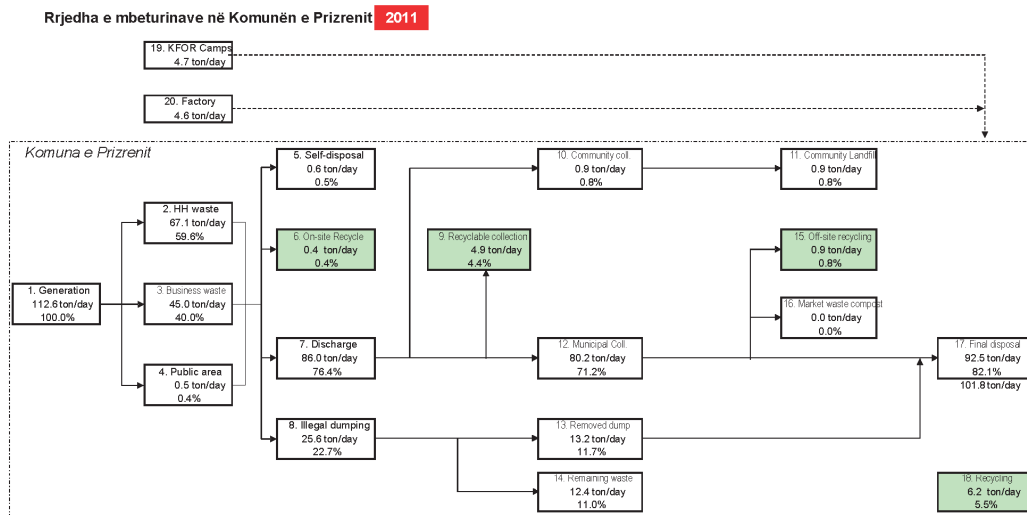 Rrjedha e mbeturinave në Komunën e Prizrenit 2011
19. KFOR Camps
4.7 ton/day
20. Factory
4.6 ton/day
Komuna e Prizrenit
1. Generation
112.6 ton/day
100.0%
2. HH waste
67.1 ton/day
59.6%
3. Business waste
45.0 ton/day
40.0%
4. Public area
0.5 ton/day
0.4%
5. Self-disposal
0.6 ton/day
0.5%
6. On-site Recycle
0.4 ton/day
0.4%
7. Discharge
86.0 ton/day
76.4%
8. Illegal dumping
25.6 ton/day
22.7%
9. Recyclable collection
4.9 ton/day
4.4%
10. Community coll.
0.9 ton/day
0.8%
11. Community Landfill
0.9 ton/day
0.8%
12. Municipal Coll.
80.2 ton/day
71.2%
13. Removed dump
13.2 ton/day
11.7%
14. Remaining waste
12.4 ton/day
11.0%
15. Off-site recycling
0.9 ton/day
0.8%
16. Market waste compost
0.0 ton/day
0.0%
17. Final disposal
92.5 ton/day
82.1%
101.8 ton/day
18. Recycling
6.2 ton/day
5.5%